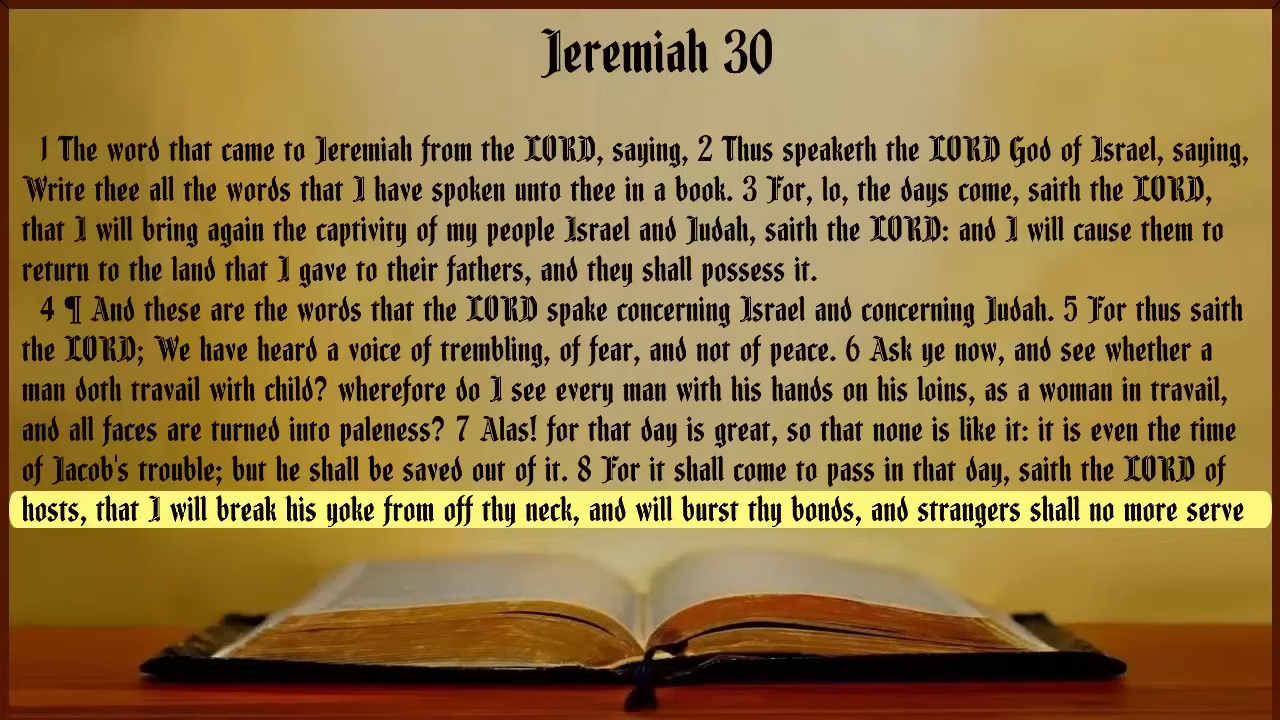 Jeremiah 30
1 The word that came to Jeremiah from the LORD, saying, 2 Thus speaketh the LORD God of Israel, saying,
Write thee all the words that I have spoken unto thee in a book. 3 For, lo, the days come, saith the LORD,
that I will bring again the captivity of my people Israel and Judah, saith the LORD: and I will cause them to
return to the land that I gave to their fathers, and they shall possess it.
4 ¶ And these are the words that the LORD spake concerning Israel and concerning Judah. 5 For thus saith
the LORD; We have heard a voice of trembling, of fear, and not of peace. 6 Ask ye now, and see whether a
man doth travail with child? wherefore do I see every man with his hands on his loins, as a woman in travail,
and all faces are turned into paleness? 7 Alas! for that day is great, so that none is like it: it is even the time
of Jacob's trouble; but he shall be saved out of it. 8 For it shall come to pass in that day, saith the LORD of
hosts, that I will break his yoke from off thy neck, and will burst thy bonds, and strangers shall no more serve